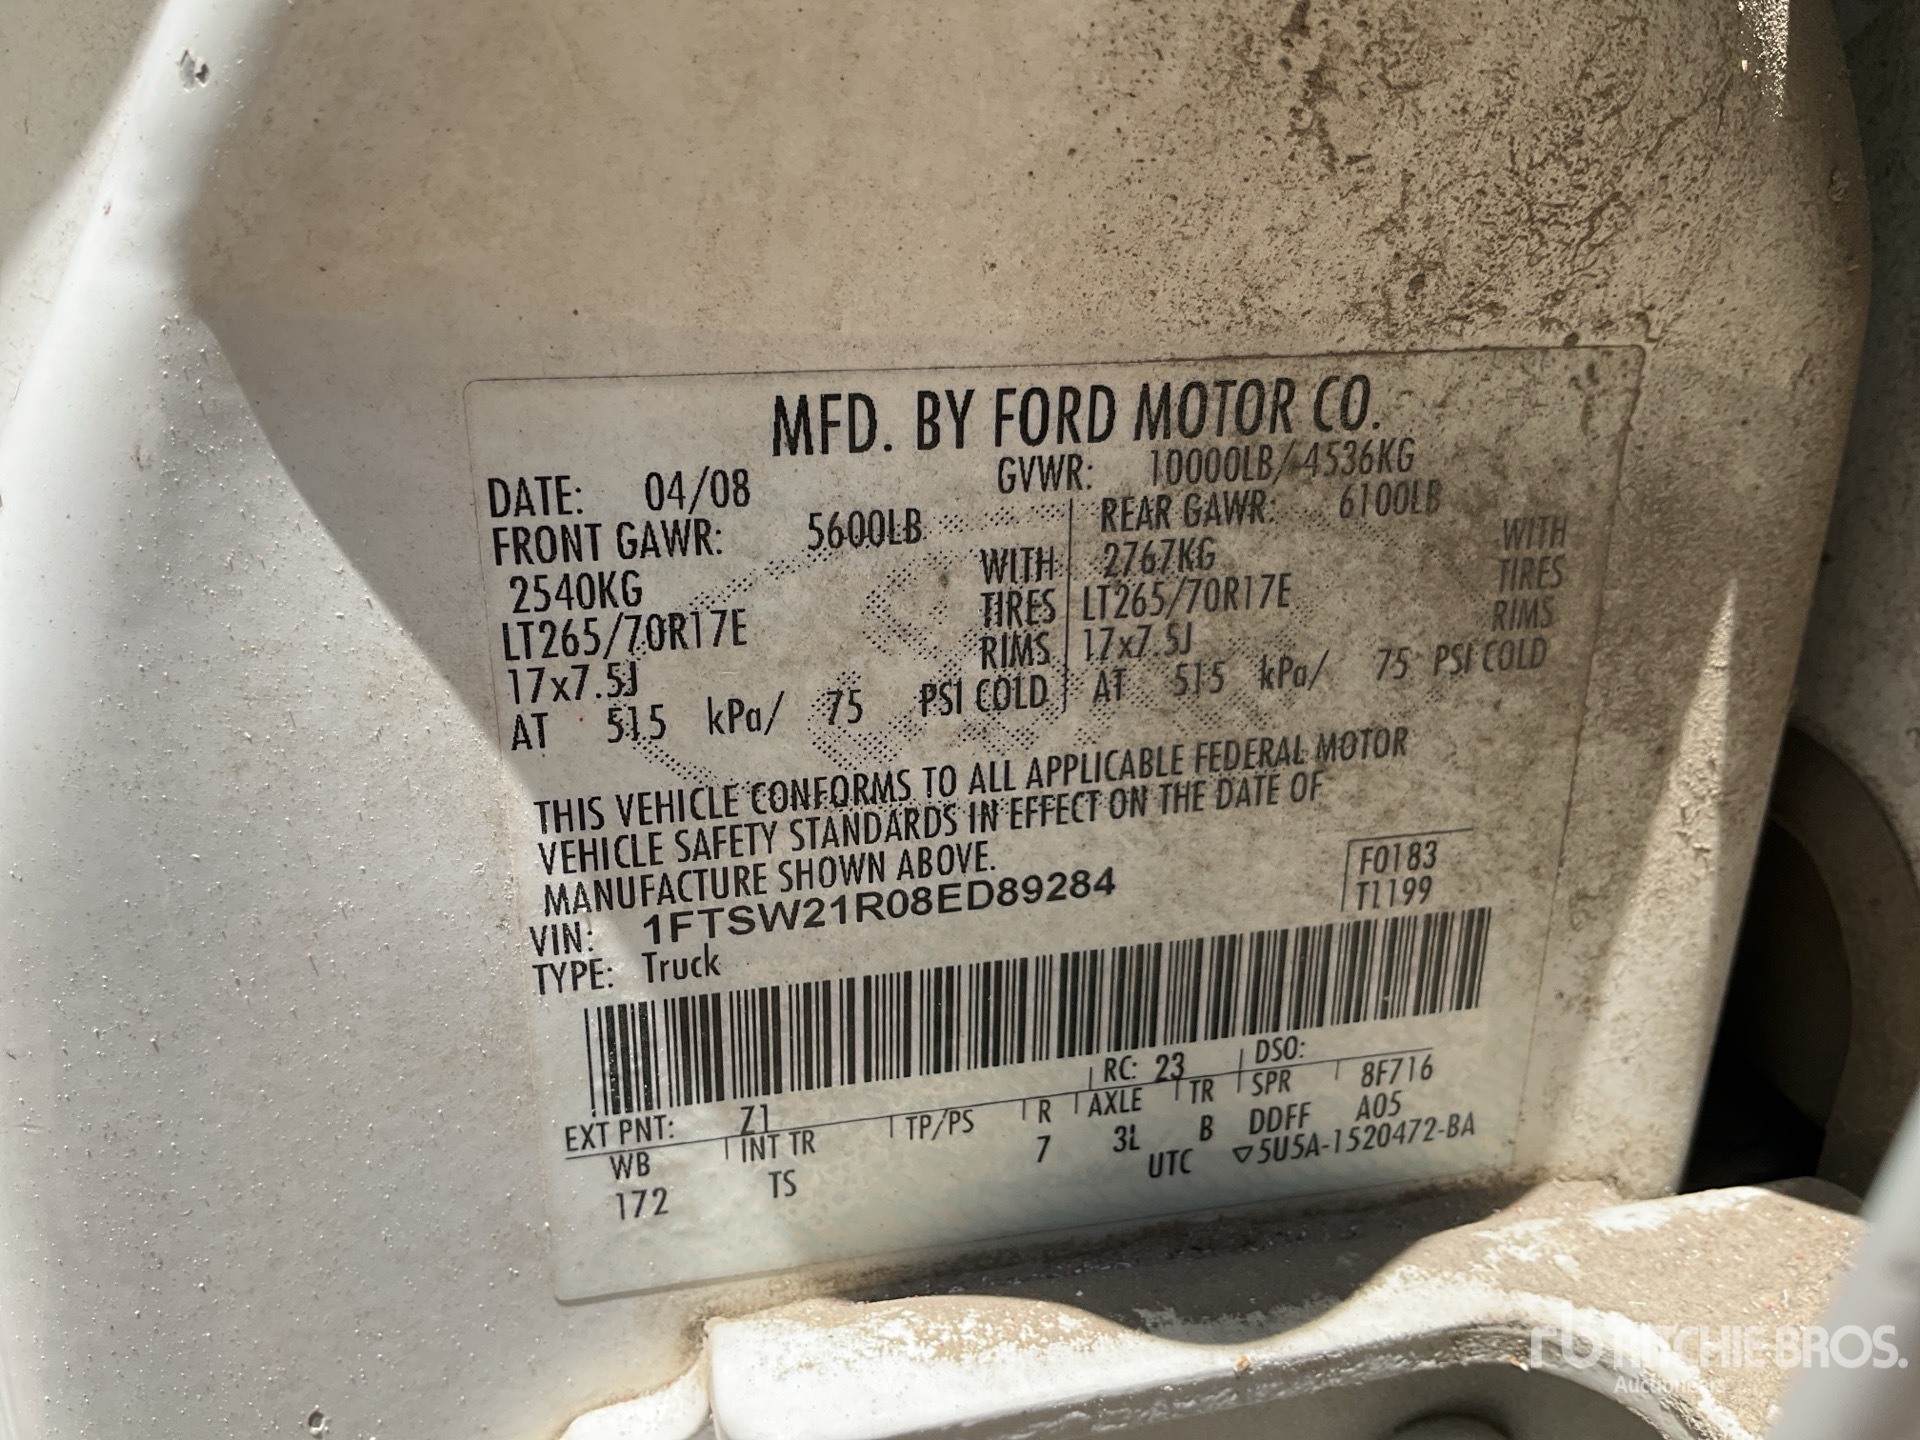 MFD. BY FORD MOTOR CO.
DATE: 04/08 GVWR: 10000LB/ 4536KG
FRONT GAWR: 5600LB REAR GAWR: 6100LB
2540KG WITH 2767KG WITH
LT265/70R17E TIRES LT265/70R17E TIRES
17x7.5J RIMS 17x7.5J RIMS
AT 515 kPa/ 75 PSI COLD AT 515 kPa/ 75 PSI COLD
THIS VEHICLE CONFORMS TO ALL APPLICABLE FEDERAL MOTOR
VEHICLE SAFETY STANDARDS IN EFFECT ON THE DATE OF
MANUFACTURE SHOWN ABOVE.
VIN: 1FTSW21R08ED89284 F0183
TYPE: Truck T1199
EXT PNT: Z1 RC: 23 DSO:
WB INT TR TP/PS R AXLE TR SPR 8F716
172 TS 7 3L B DDFF A05
UTC ▽5U5A-1520472-BA
rb RITCHIE BROS.
Auctioneers